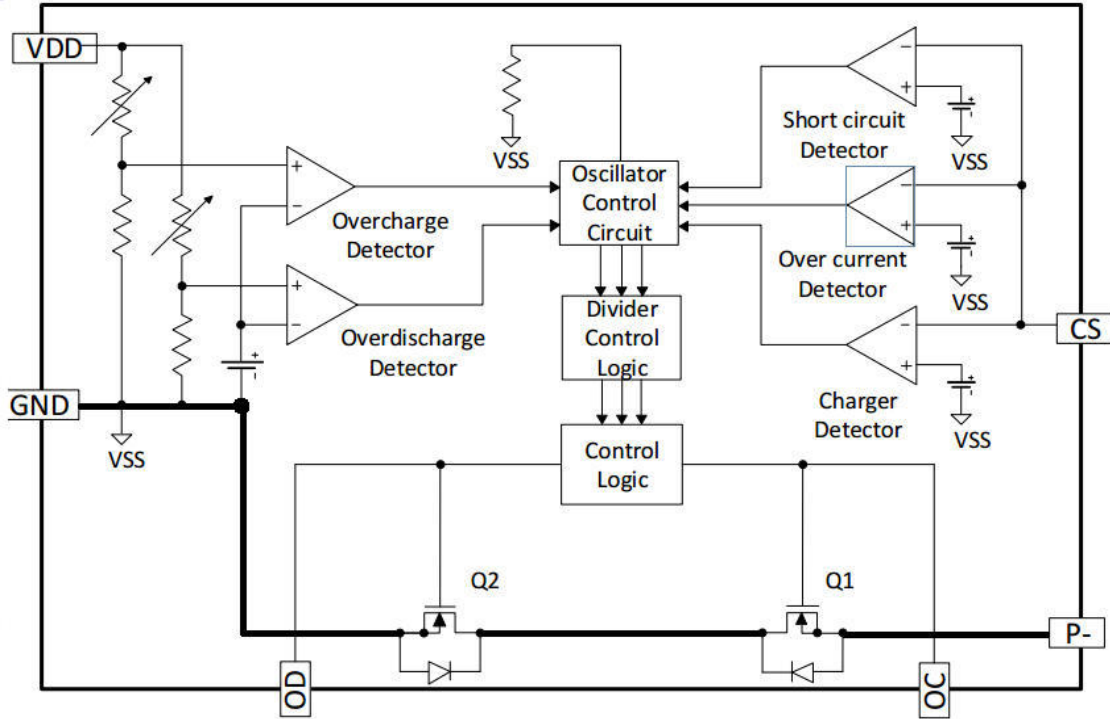 VDD
VSS
Short circuit
Detector
VSS
Oscillator
Control
Circuit
Overcharge
Detector
Over current
Detector
VSS
Overdischarge
Detector
Divider
Control
Logic
CS
GND
VSS
Charger
Detector
VSS
Control
Logic
Q2
Q1
P-
OD
OC
+
-
+
-
+
-
-
+
+
-
-
+
+
-
-
+
+
-